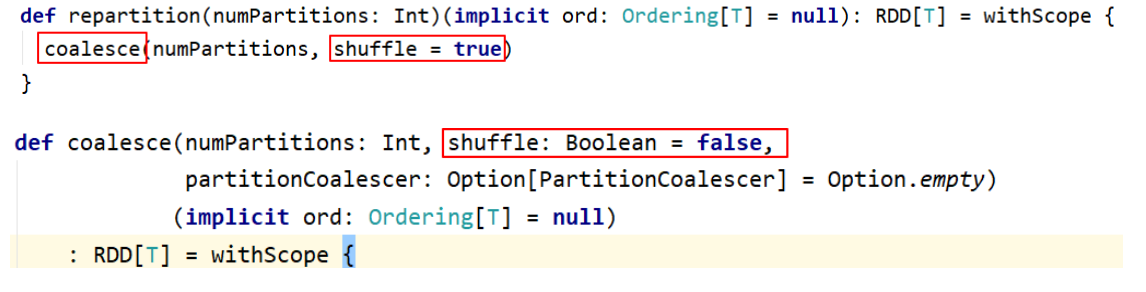 def repartition(numPartitions: Int)(implicit ord: Ordering[T] = null): RDD[T] = withScope {
coalesce(numPartitions, shuffle = true)
}
def coalesce(numPartitions: Int, shuffle: Boolean = false,
partitionCoalescer: Option[PartitionCoalescer] = Option.empty)
(implicit ord: Ordering[T] = null)
: RDD[T] = withScope {